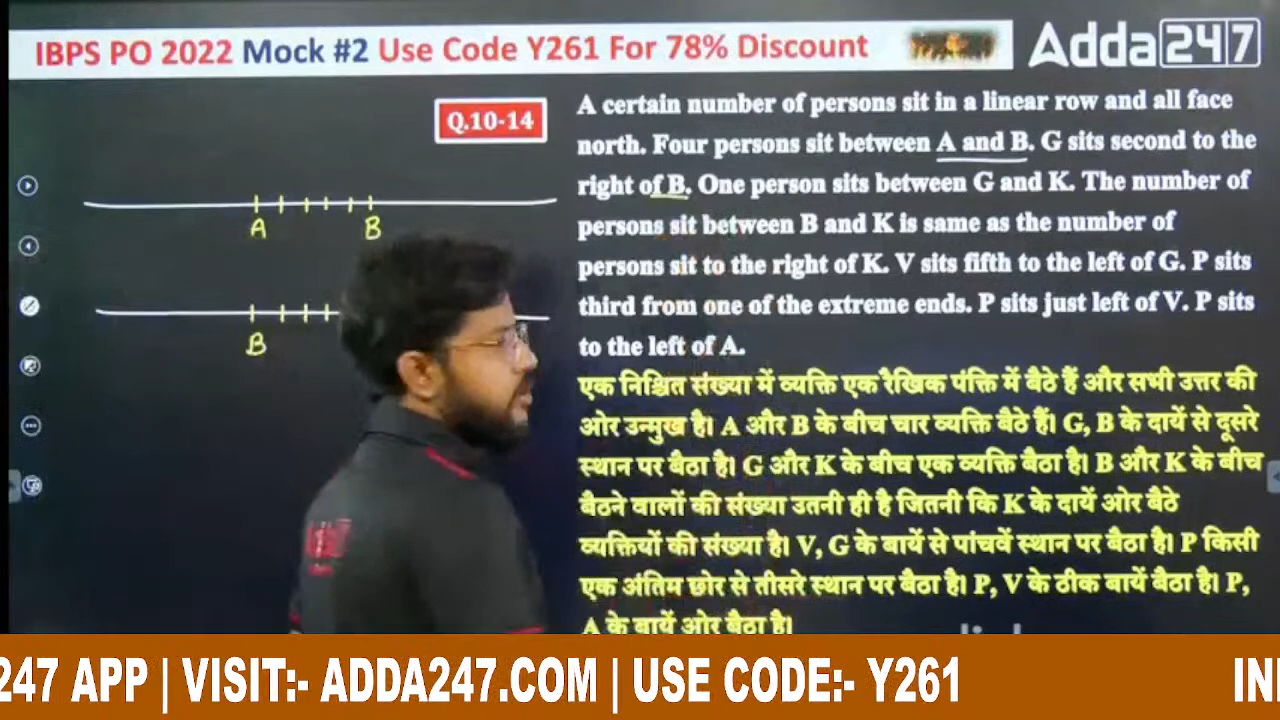 IBPS PO 2022 Mock #2 Use Code Y261 For 78% Discount
Adda247
Q.10-14
A certain number of persons sit in a linear row and all face
north. Four persons sit between A and B. G sits second to the
right of B. One person sits between G and K. The number of
persons sit between B and K is same as the number of
persons sit to the right of K. V sits fifth to the left of G. P sits
third from one of the extreme ends. P sits just left of V. P sits
to the left of A.
एक निश्चित संख्या में व्यक्ति एक रैखिक पंक्ति में बैठे हैं और सभी उत्तर की
ओर उन्मुख है। A और B के बीच चार व्यक्ति बैठे हैं। G, B के दायें से दूसरे
स्थान पर बैठा है। G और K के बीच एक व्यक्ति बैठा है। B और K के बीच
बैठने वालों की संख्या उतनी ही है जितनी कि K के दायें ओर बैठे
व्यक्तियों की संख्या है। V, G के बायें से पांचवें स्थान पर बैठा है। P किसी
एक अंतिम छोर से तीसरे स्थान पर बैठा है। P, V के ठीक बायें बैठा है। P,
A के बायें ओर बैठा है।
A B
B
247 APP | VISIT:- ADDA247.COM | USE CODE:- Y261